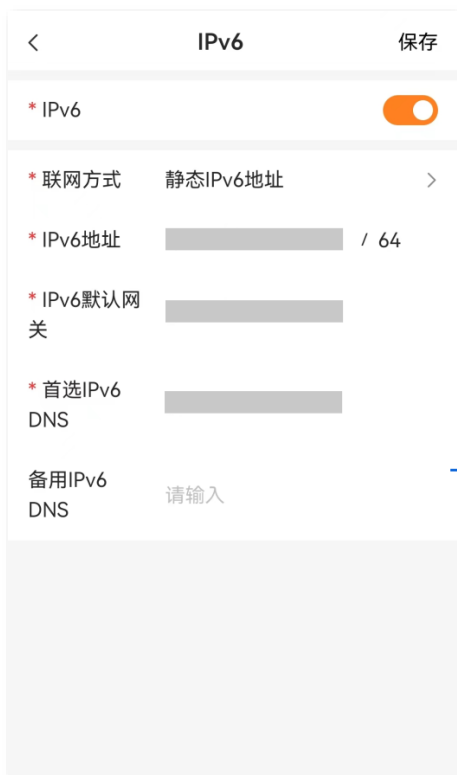 IPv6 保存
* IPv6
* 联网方式 静态IPv6地址
* IPv6地址 / 64
* IPv6默认网
关
* 首选IPv6
DNS
备用IPv6
DNS
请输入